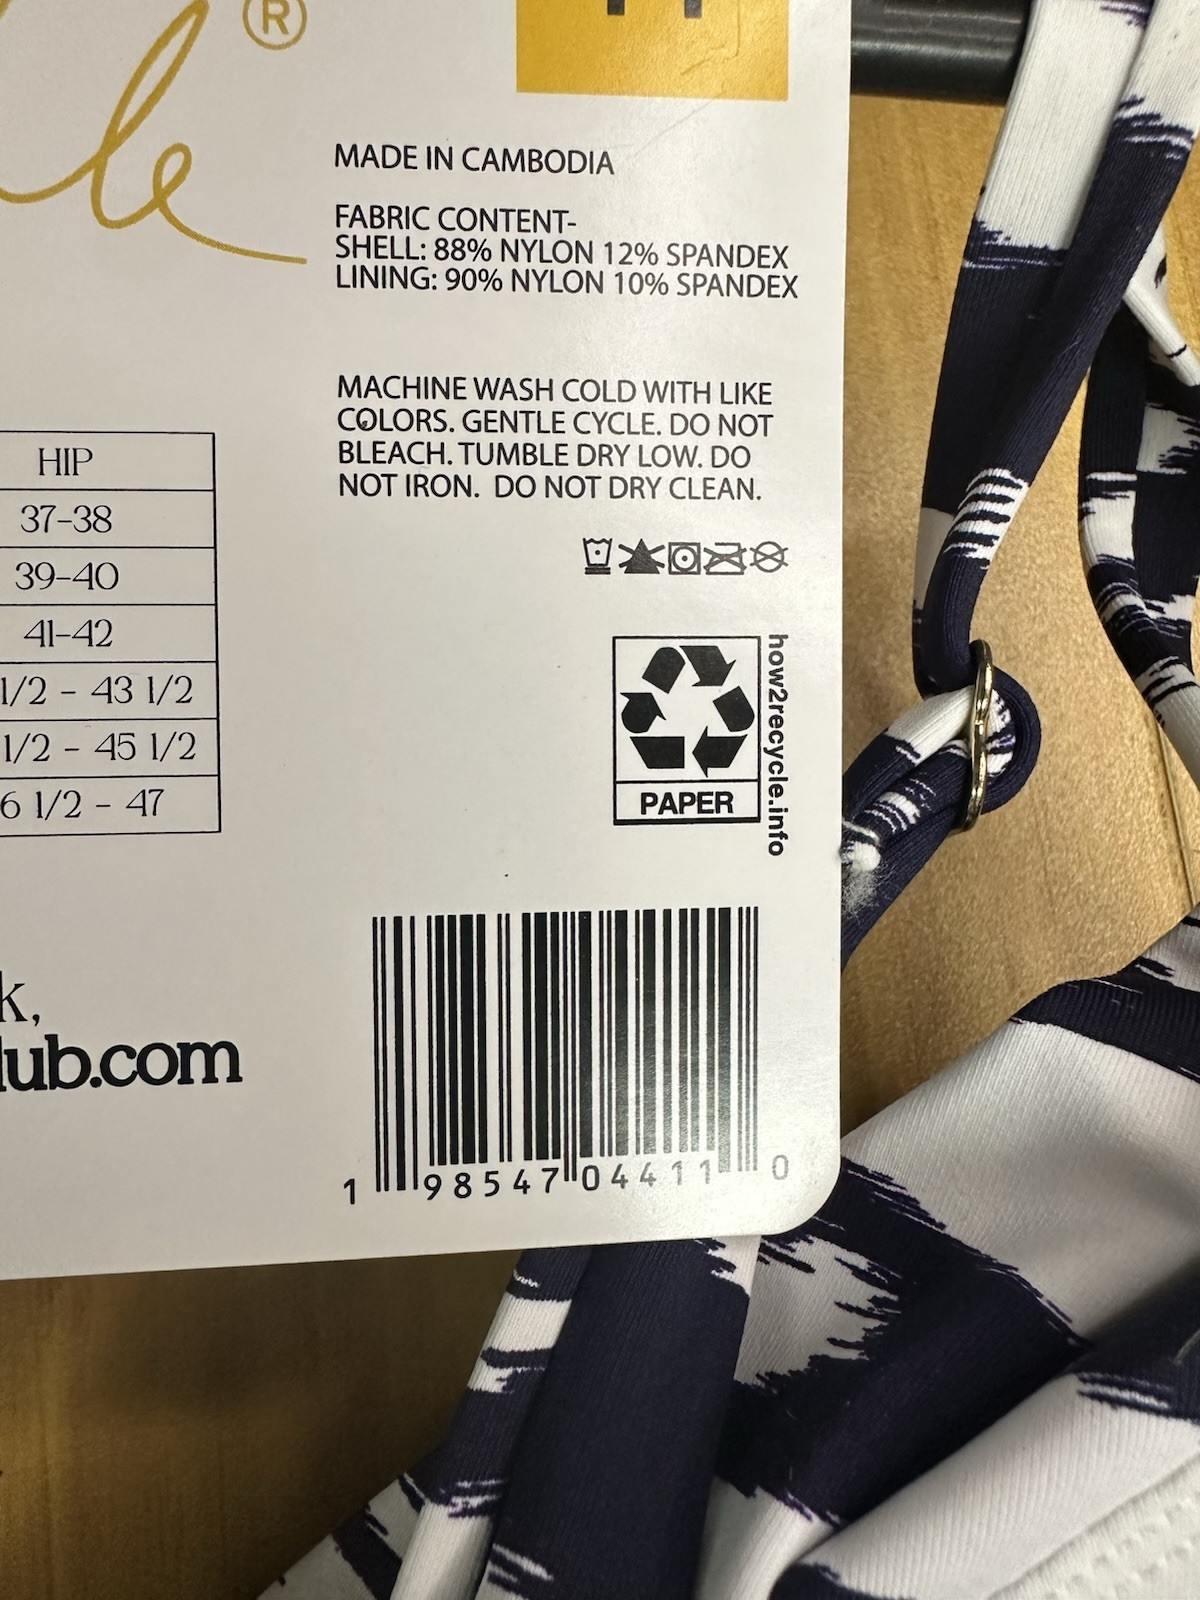 ®
MADE IN CAMBODIA
FABRIC CONTENT-
SHELL: 88% NYLON 12% SPANDEX
LINING: 90% NYLON 10% SPANDEX
MACHINE WASH COLD WITH LIKE
COLORS. GENTLE CYCLE. DO NOT
BLEACH. TUMBLE DRY LOW. DO
NOT IRON. DO NOT DRY CLEAN.
HIP
37-38
39-40
41-42
1/2 - 43 1/2
1/2 - 45 1/2
6 1/2 - 47
PAPER
how2recycle.info
k,
lub.com
1 98547 04411 0